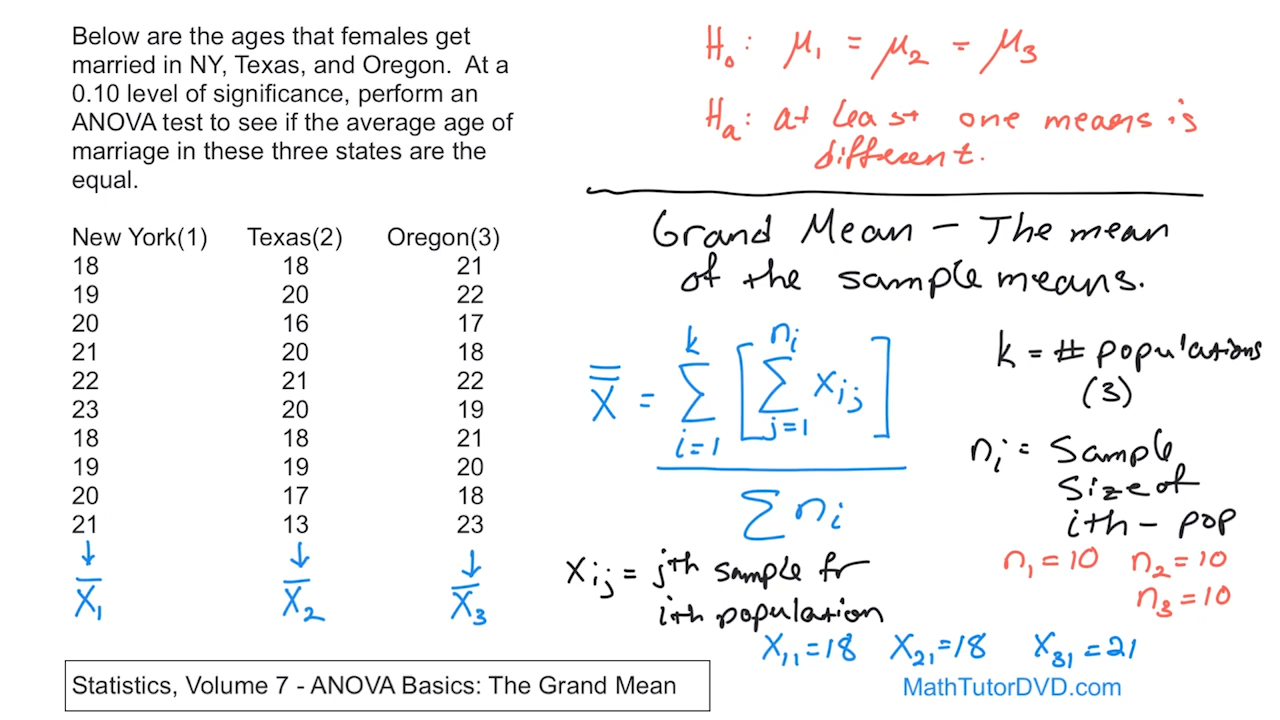 Below are the ages that females get
married in NY, Texas, and Oregon. At a
0.10 level of significance, perform an
ANOVA test to see if the average age of
marriage in these three states are the
equal.
New York(1) Texas(2) Oregon(3)
18 18 21
19 20 22
20 16 17
21 20 18
22 21 22
23 20 19
18 18 21
19 19 20
20 17 18
21 13 23
↓ ↓ ↓
X̄₁ X̄₂ X̄₃
H₀: μ₁ = μ₂ = μ₃
Hₐ: at least one means is
different.
Grand Mean – The mean
of the sample means.
X̿ = Σ_{i=1}^{k} [ Σ_{j=1}^{n_i} x_{ij} ]
Σ n_i
k = # populations
(3)
n_i = Sample
Size of
ith – pop
n₁ = 10 n₂ = 10
n₃ = 10
X_{ij} = jth sample for
ith population
X₁₁ = 18 X₂₁ = 18 X₃₁ = 21
Statistics, Volume 7 - ANOVA Basics: The Grand Mean
MathTutorDVD.com